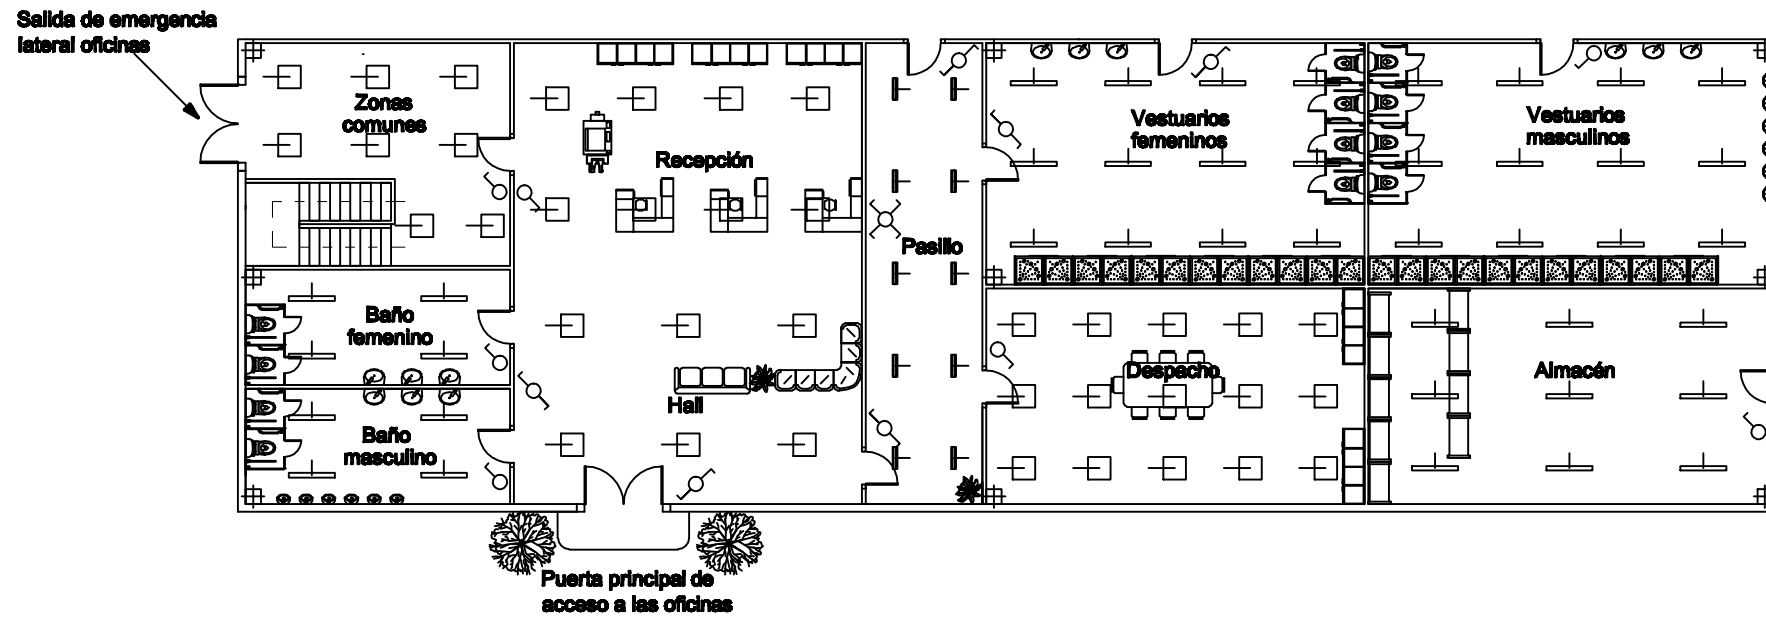 Salida de emergencia
lateral oficinas
Zonas
comunes
Recepción
Pasillo
Vestuarios
femeninos
Vestuarios
masculinos
Baño
femenino
Baño
masculino
Hall
Despacho
Almacén
Puerta principal de
acceso a las oficinas